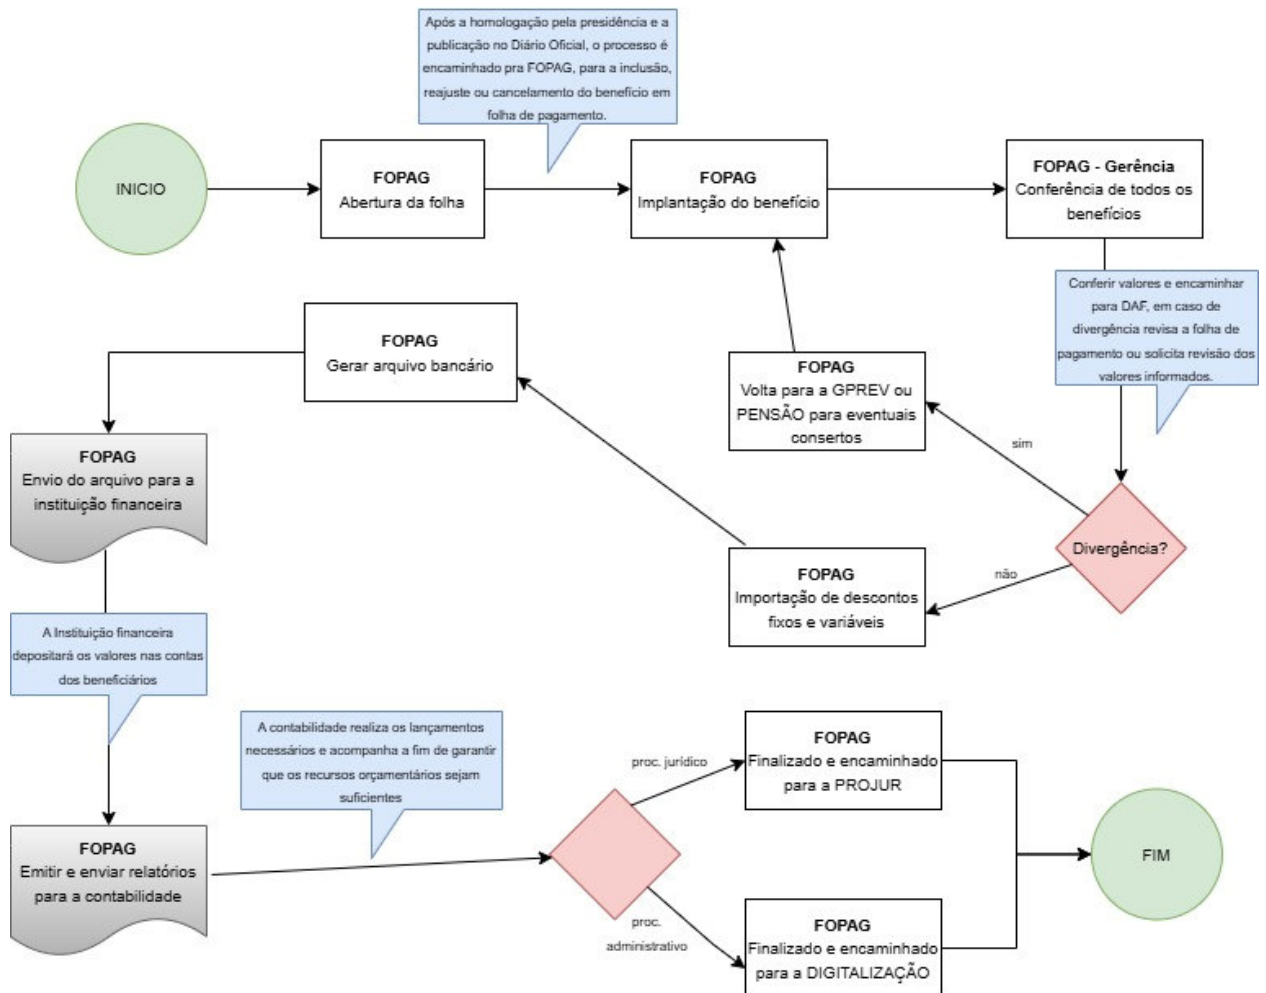 Após a homologação pela presidência e a
publicação no Diário Oficial, o processo é
encaminhado pra FOPAG, para a inclusão,
reajuste ou cancelamento do benefício em
folha de pagamento.
INICIO
FOPAG
Abertura da folha
FOPAG
Implantação do benefício
FOPAG - Gerência
Conferência de todos os
benefícios
Conferir valores e encaminhar
para DAF, em caso de
divergência revisa a folha de
pagamento ou solicita revisão dos
valores informados.
Divergência?
sim
FOPAG
Volta para a GPREV ou
PENSÃO para eventuais
consertos
não
FOPAG
Importação de descontos
fixos e variáveis
FOPAG
Gerar arquivo bancário
FOPAG
Envio do arquivo para a
instituição financeira
A Instituição financeira
depositará os valores nas contas
dos beneficiários
FOPAG
Emitir e enviar relatórios
para a contabilidade
A contabilidade realiza os lançamentos
necessários e acompanha a fim de garantir
que os recursos orçamentários sejam
suficientes
proc. jurídico
FOPAG
Finalizado e encaminhado
para a PROJUR
proc.
administrativo
FOPAG
Finalizado e encaminhado
para a DIGITALIZAÇÃO
FIM